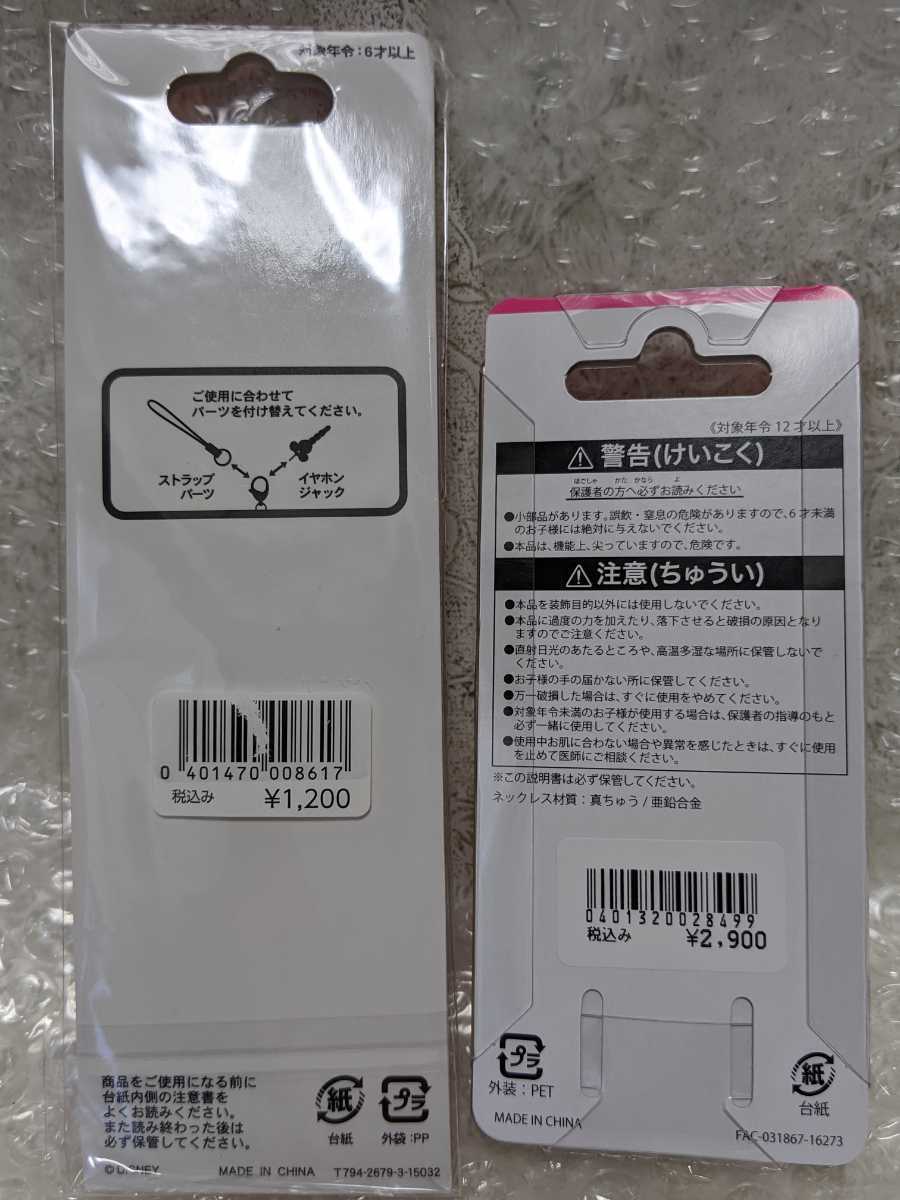 対象年令：6才以上
ご使用に合わせて
パーツを付け替えてください。
ストラップ
パーツ
イヤホン
ジャック
0 401470 008617
税込み ¥1,200
商品をご使用になる前に
台紙内側の注意書を
よくお読みください。
また読み終わった後は
必ず保管してください。
紙
台紙
プラ
外袋:PP
© DISNEY MADE IN CHINA T794-2679-3-15032
《対象年令12才以上》
警告(けいこく)
ほごしゃ かた かなら よ
保護者の方へ必ずお読みください
●小部品があります。誤飲・窒息の危険がありますので、6才未満
のお子様には絶対に与えないでください。
●本品は、機能上、尖っていますので、危険です。
注意(ちゅうい)
●本品を装飾目的以外には使用しないでください。
●本品に過度の力を加えたり、落下させると破損の原因となり
ますのでご注意ください。
●直射日光のあたるところや、高温多湿な場所に保管しないで
ください。
●お子様の手の届かない所に保管してください。
●万一破損した場合は、すぐに使用をやめてください。
●対象年令未満のお子様が使用する場合は、保護者の指導のもと
必ず一緒に使用してください。
●使用中お肌に合わない場合や異常を感じたときは、すぐに使用
を止めて医師にご相談ください。
※この説明書は必ず保管してください。
ネックレス材質：真ちゅう/亜鉛合金
0401320028499
税込み ¥2,900
プラ
外装：PET
紙
台紙
MADE IN CHINA
FAC-031867-16273